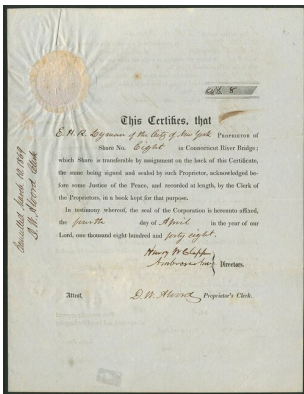 No. 8
This Certifies, that
E. H. R. Lyman of the City of New York PROPRIETOR of
Share No. Eight in Connecticut River Bridge;
which Share is transferable by assignment on the back of this Certificate,
the same being signed and sealed by such Proprietor, acknowledged be-
fore some Justice of the Peace, and recorded at length, by the Clerk of
the Proprietors, in a book kept for that purpose.
In testimony whereof, the seal of the Corporation is hereunto affixed,
the fourth day of April in the year of our
Lord, one thousand eight hundred and forty eight.
Henry W Clapp
Ambrose
Directors.
Attest, D. W. Alvord Proprietor's Clerk.
Cancelled March 10. 1859
D. W. Alvord Clerk